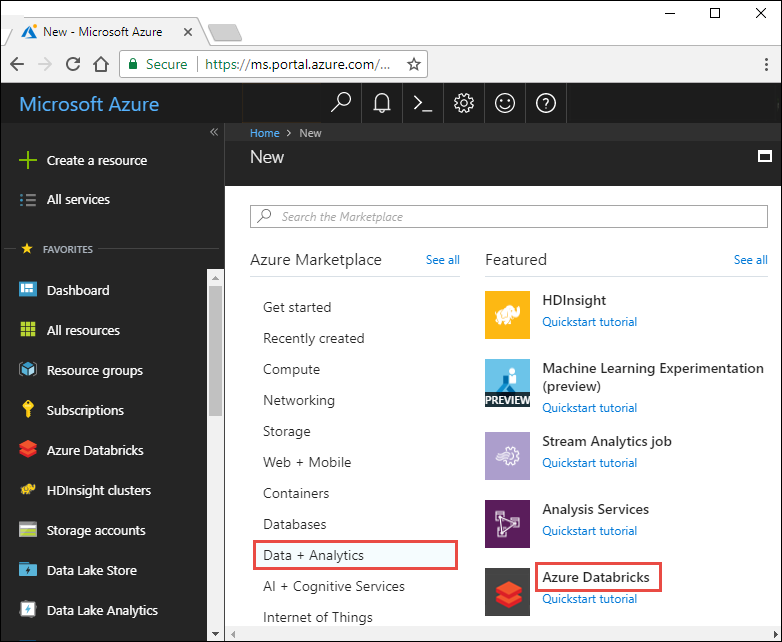 New - Microsoft Azure
Secure
https://ms.portal.azure.com/...
Microsoft Azure
Create a resource
All services
FAVORITES
Dashboard
All resources
Resource groups
Subscriptions
Azure Databricks
HDInsight clusters
Storage accounts
Data Lake Store
Data Lake Analytics
Home > New
New
Search the Marketplace
Azure Marketplace
See all
Get started
Recently created
Compute
Networking
Storage
Web + Mobile
Containers
Databases
Data + Analytics
AI + Cognitive Services
Internet of Things
Featured
See all
HDInsight
Quickstart tutorial
PREVIEW
Machine Learning Experimentation
(preview)
Quickstart tutorial
Stream Analytics job
Quickstart tutorial
Analysis Services
Quickstart tutorial
Azure Databricks
Quickstart tutorial